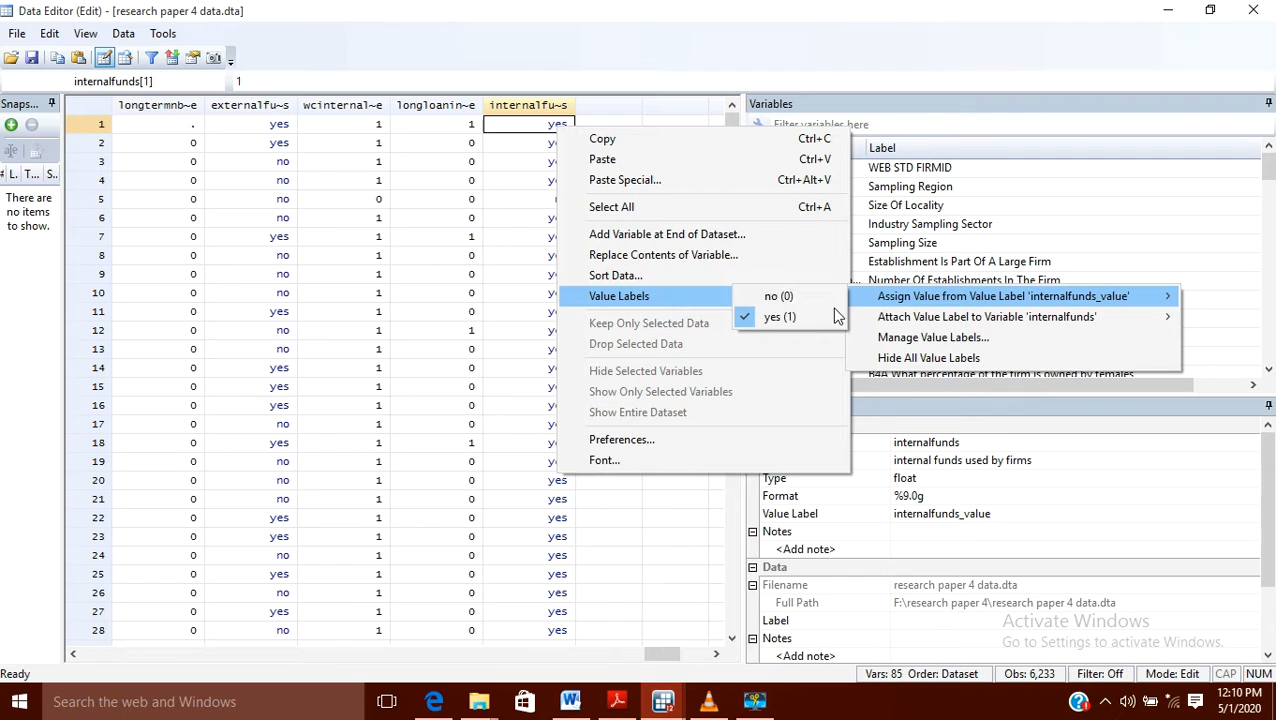 Data Editor (Edit) - [research paper 4 data.dta]
File Edit View Data Tools
internalfunds[1] 1
Snaps...
L. T... S..
There are
no items
to show.
longtermnb~e externalfu~s wcinternal~e longloanin~e internalfu~s
1 . yes 1 1 yes
2 0 yes 1 0
3 0 no 1 0
4 0 no 1 0
5 0 no 0 0
6 0 no 1 0
7 0 yes 1 1
8 0 no 1 0
9 0 no 1 0
10 0 no 1 0
11 0 no 1 0
12 0 no 1 0
13 0 no 1 0
14 0 yes 1 0
15 0 yes 1 0
16 0 yes 1 0
17 0 no 1 0
18 0 yes 1 1
19 0 no 1 0
20 0 no 1 0 yes
21 0 no 1 0 yes
22 0 yes 1 0 yes
23 0 yes 1 0 yes
24 0 no 1 0 yes
25 0 yes 1 0 yes
26 0 no 1 0 yes
27 0 yes 1 0 yes
28 0 no 1 0 yes
Copy Ctrl+C
Paste Ctrl+V
Paste Special... Ctrl+Alt+V
Select All Ctrl+A
Add Variable at End of Dataset...
Replace Contents of Variable...
Sort Data...
Value Labels
Keep Only Selected Data
Drop Selected Data
Hide Selected Variables
Show Only Selected Variables
Show Entire Dataset
Preferences...
Font...
no (0)
yes (1)
Assign Value from Value Label 'internalfunds_value'
Attach Value Label to Variable 'internalfunds'
Manage Value Labels...
Hide All Value Labels
Variables
Filter variables here
Label
WEB STD FIRMID
Sampling Region
Size Of Locality
Industry Sampling Sector
Sampling Size
Establishment Is Part Of A Large Firm
Number Of Establishments In The Firm
B4A What percentage of the firm is owned by females
internalfunds
internal funds used by firms
Type float
Format %9.0g
Value Label internalfunds_value
Notes
<Add note>
Data
Filename research paper 4 data.dta
Full Path F:\research paper 4\research paper 4 data.dta
Label
Notes
<Add note>
Activate Windows
Go to Settings to activate Windows.
Ready Vars: 85 Order: Dataset Obs: 6,233 Filter: Off Mode: Edit CAP NUM
Search the web and Windows
12:10 PM
5/1/2020